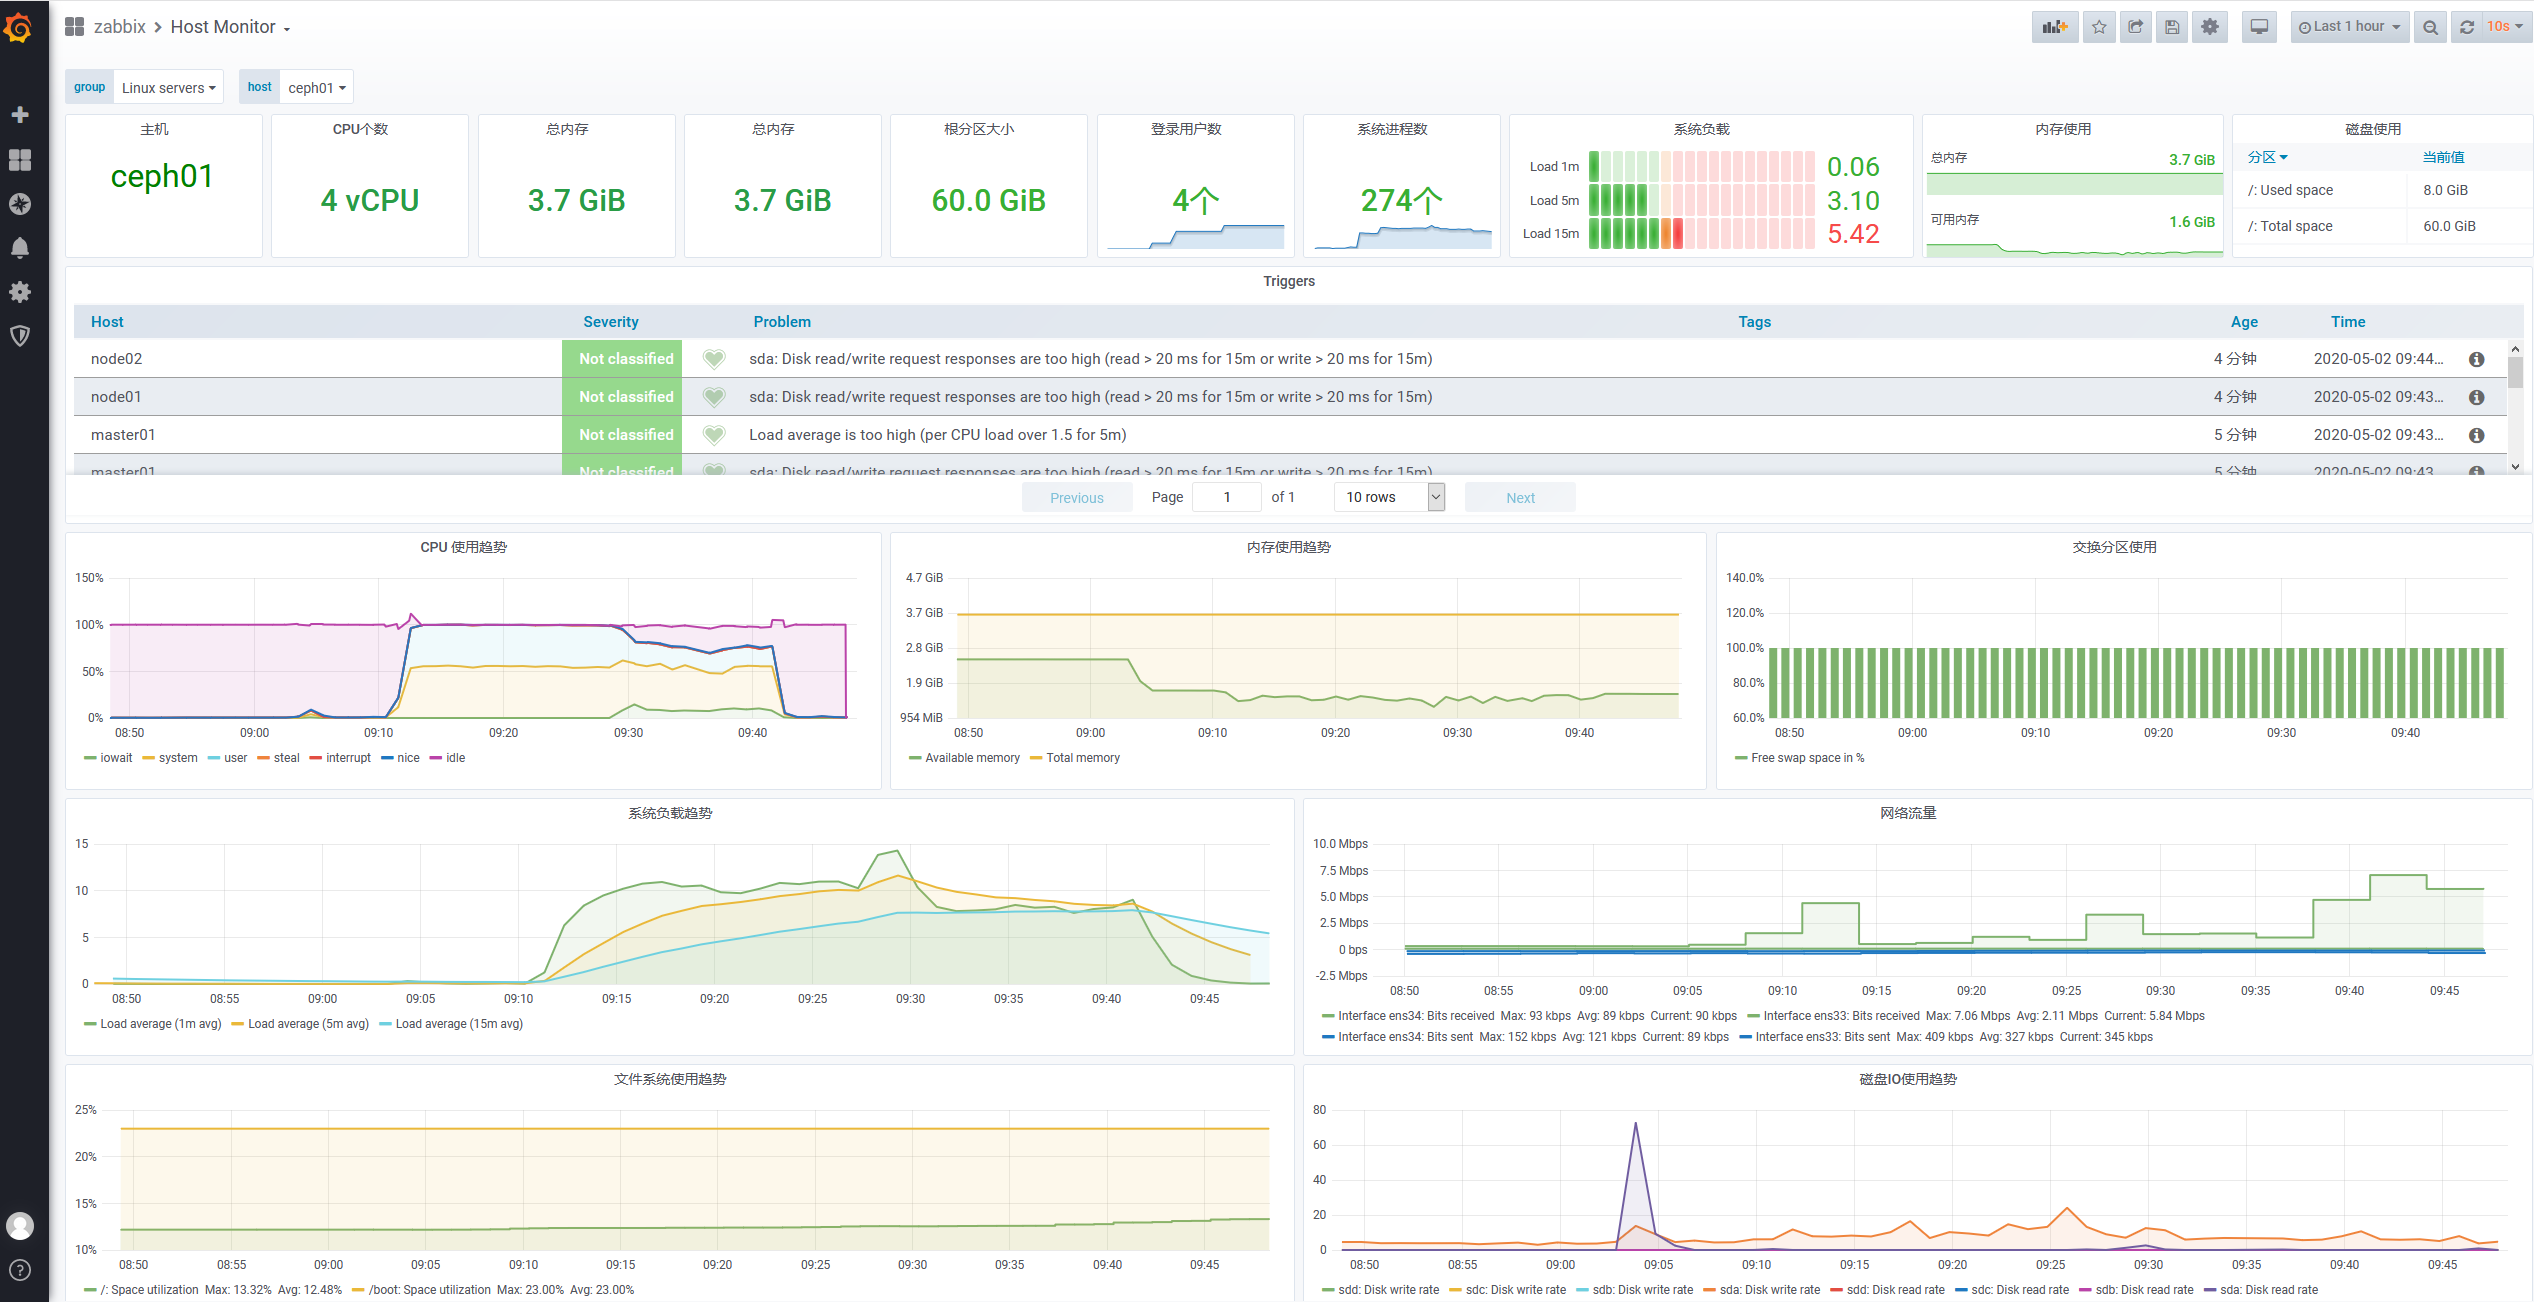 zabbix > Host Monitor
Last 1 hour
10s
group Linux servers host ceph01
主机
ceph01
CPU个数
4 vCPU
总内存
3.7 GiB
总内存
3.7 GiB
根分区大小
60.0 GiB
登录用户数
4个
系统进程数
274个
系统负载
Load 1m 0.06
Load 5m 3.10
Load 15m 5.42
内存使用
总内存 3.7 GiB
可用内存 1.6 GiB
磁盘使用
分区 当前值
/: Used space 8.0 GiB
/: Total space 60.0 GiB
Triggers
Host Severity Problem Tags Age Time
node02 Not classified sda: Disk read/write request responses are too high (read > 20 ms for 15m or write > 20 ms for 15m) 4 分钟 2020-05-02 09:44...
node01 Not classified sda: Disk read/write request responses are too high (read > 20 ms for 15m or write > 20 ms for 15m) 4 分钟 2020-05-02 09:43...
master01 Not classified Load average is too high (per CPU load over 1.5 for 5m) 5 分钟 2020-05-02 09:43...
master01 Not classified sda: Disk read/write request responses are too high (read > 20 ms for 15m or write > 20 ms for 15m) 5 分钟 2020-05-02 09:43
Previous Page 1 of 1 10 rows Next
CPU 使用趋势
150%
100%
50%
0%
08:50 09:00 09:10 09:20 09:30 09:40
iowait system user steal interrupt nice idle
内存使用趋势
4.7 GiB
3.7 GiB
2.8 GiB
1.9 GiB
954 MiB
08:50 09:00 09:10 09:20 09:30 09:40
Available memory Total memory
交换分区使用
140.0%
120.0%
100.0%
80.0%
60.0%
08:50 09:00 09:10 09:20 09:30 09:40
Free swap space in %
系统负载趋势
15
10
5
0
08:50 08:55 09:00 09:05 09:10 09:15 09:20 09:25 09:30 09:35 09:40 09:45
Load average (1m avg) Load average (5m avg) Load average (15m avg)
网络流量
10.0 Mbps
7.5 Mbps
5.0 Mbps
2.5 Mbps
0 bps
-2.5 Mbps
08:50 08:55 09:00 09:05 09:10 09:15 09:20 09:25 09:30 09:35 09:40 09:45
Interface ens34: Bits received Max: 93 kbps Avg: 89 kbps Current: 90 kbps Interface ens33: Bits received Max: 7.06 Mbps Avg: 2.11 Mbps Current: 5.84 Mbps
Interface ens34: Bits sent Max: 152 kbps Avg: 121 kbps Current: 89 kbps Interface ens33: Bits sent Max: 409 kbps Avg: 327 kbps Current: 345 kbps
文件系统使用趋势
25%
20%
15%
10%
08:50 08:55 09:00 09:05 09:10 09:15 09:20 09:25 09:30 09:35 09:40 09:45
/: Space utilization Max: 13.32% Avg: 12.48% /boot: Space utilization Max: 23.00% Avg: 23.00%
磁盘IO使用趋势
80
60
40
20
0
08:50 08:55 09:00 09:05 09:10 09:15 09:20 09:25 09:30 09:35 09:40 09:45
sdd: Disk write rate sdc: Disk write rate sdb: Disk write rate sda: Disk write rate sdd: Disk read rate sdc: Disk read rate sdb: Disk read rate sda: Disk read rate